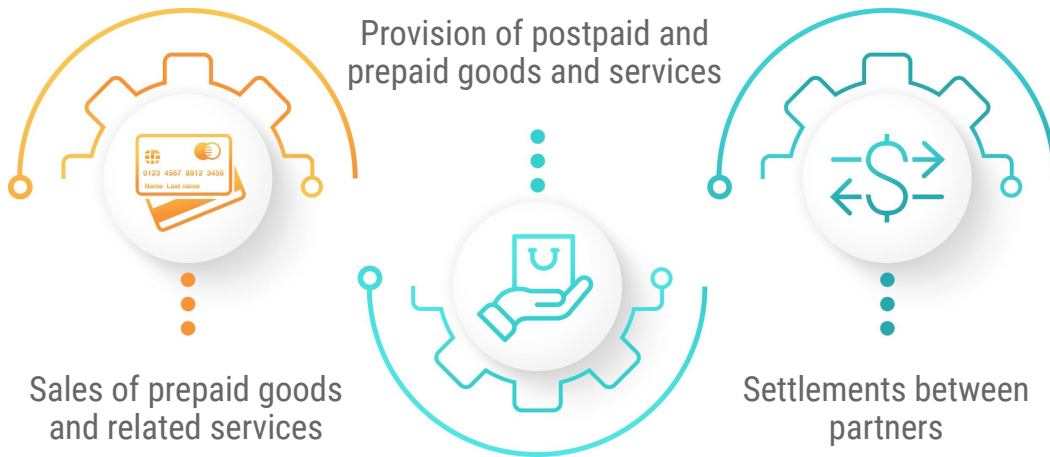 Provision of postpaid and
prepaid goods and services
0123 4567 8912 3456
Name Last name
Sales of prepaid goods
and related services
Settlements between
partners